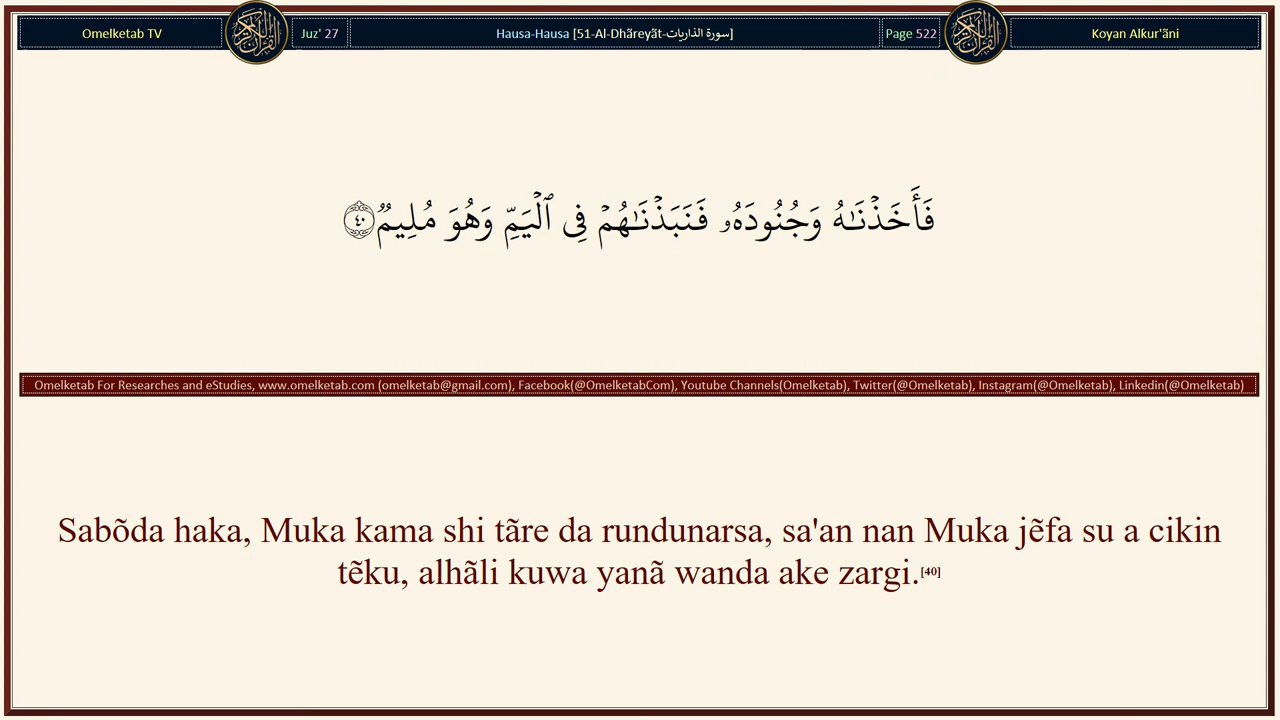 Omelketab TV
Juz' 27
Hausa-Hausa [51-Al-Dhãreyãt-سورة الذاريات]
Page 522
Koyan Alƙur'ãni
فَأَخَذۡنَٰهُ وَجُنُودَهُۥ فَنَبَذۡنَٰهُمۡ فِي ٱلۡيَمِّ وَهُوَ مُلِيمٞ ٤٠
Omelketab For Researches and eStudies, www.omelketab.com (omelketab@gmail.com), Facebook(@OmelketabCom), Youtube Channels(Omelketab), Twitter(@Omelketab), Instagram(@Omelketab), Linkedin(@Omelketab)
Sabõda haka, Muka kama shi tãre da rundunarsa, sa'an nan Muka jẽfa su a cikin
tẽku, alhãli kuwa yanã wanda ake zargi.[40]